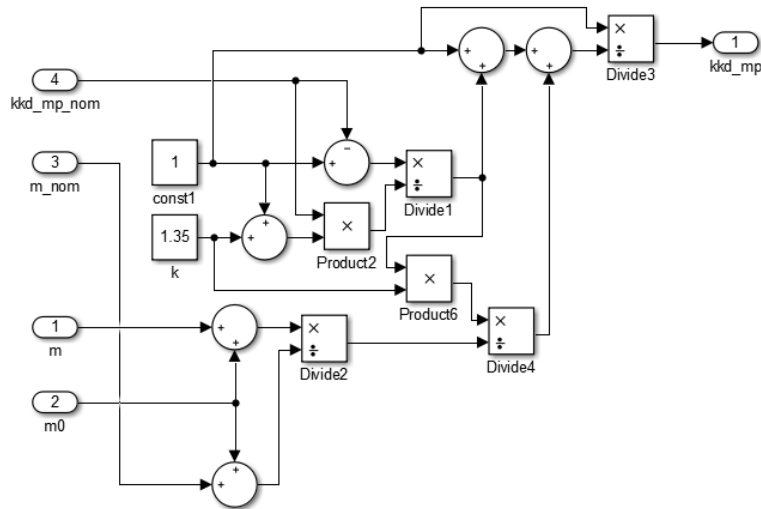 1
kkd_mp
×
÷
Divide3
+
+
+
+
4
kkd_mp_nom
3
m_nom
1
const1
−
+
×
÷
Divide1
1.35
k
+
+
×
Product2
×
Product6
1
m
+
+
×
÷
Divide2
×
÷
Divide4
2
m0
+
+